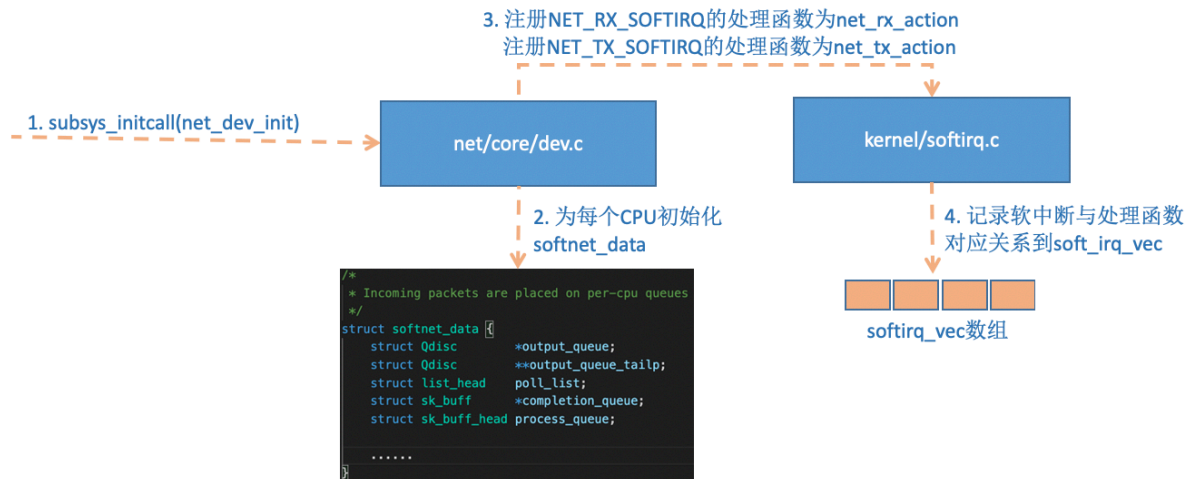 3. 注册NET_RX_SOFTIRQ的处理函数为net_rx_action
注册NET_TX_SOFTIRQ的处理函数为net_tx_action
1. subsys_initcall(net_dev_init)
net/core/dev.c
kernel/softirq.c
2. 为每个CPU初始化
softnet_data
4. 记录软中断与处理函数
对应关系到soft_irq_vec
/*
* Incoming packets are placed on per-cpu queues
*/
struct softnet_data {
struct Qdisc *output_queue;
struct Qdisc **output_queue_tailp;
struct list_head poll_list;
struct sk_buff *completion_queue;
struct sk_buff_head process_queue;
......
}
softirq_vec数组